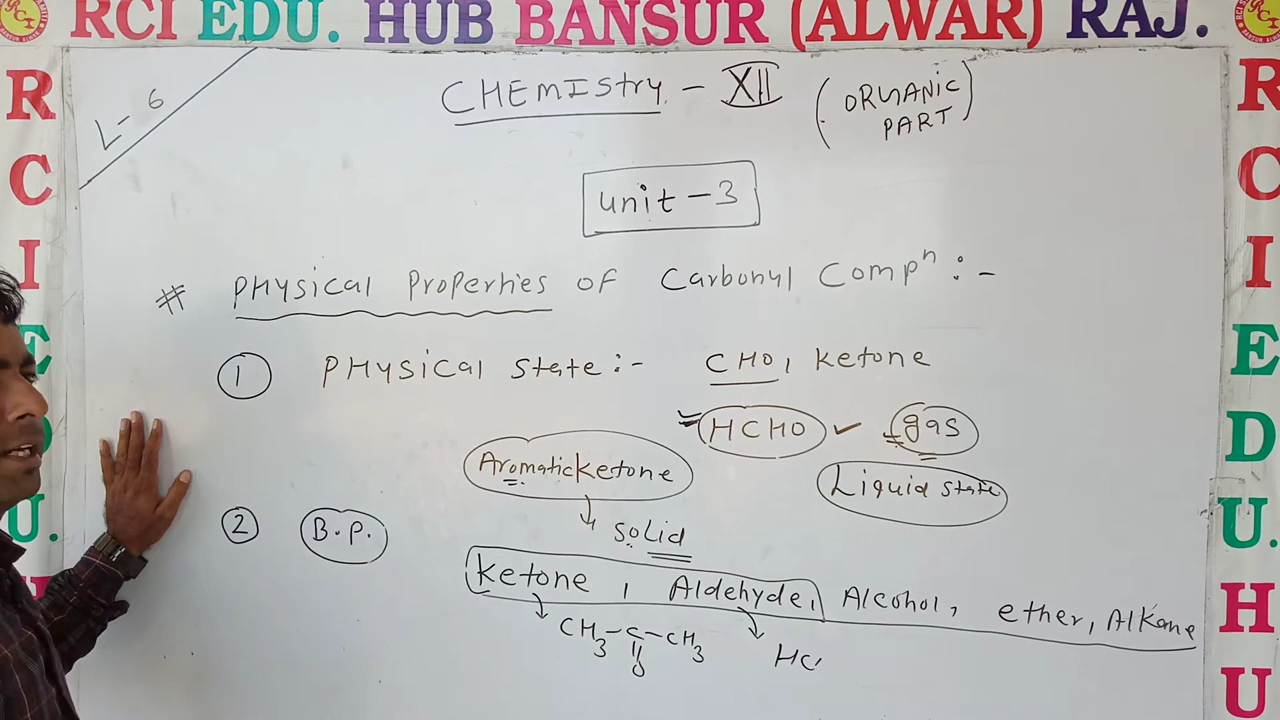 RCI EDU. HUB BANSUR (ALWAR) RAJ.
L-6
CHEMIStry - XII (ORGANIC PART)
unit-3
# PHYsical Properties of Carbonyl Compⁿ :-
① PHYsical State :- CHO, Ketone
HCHO ✓ gas
Aromatic Ketone
Liquid state
② B.P.
solid
Ketone, Aldehyde, Alcohol, ether, Alkane
CH₃-C-CH₃
||
O
HC
R
C
I
E
D
U.
H
R
C
I
E
D
U.
H
U